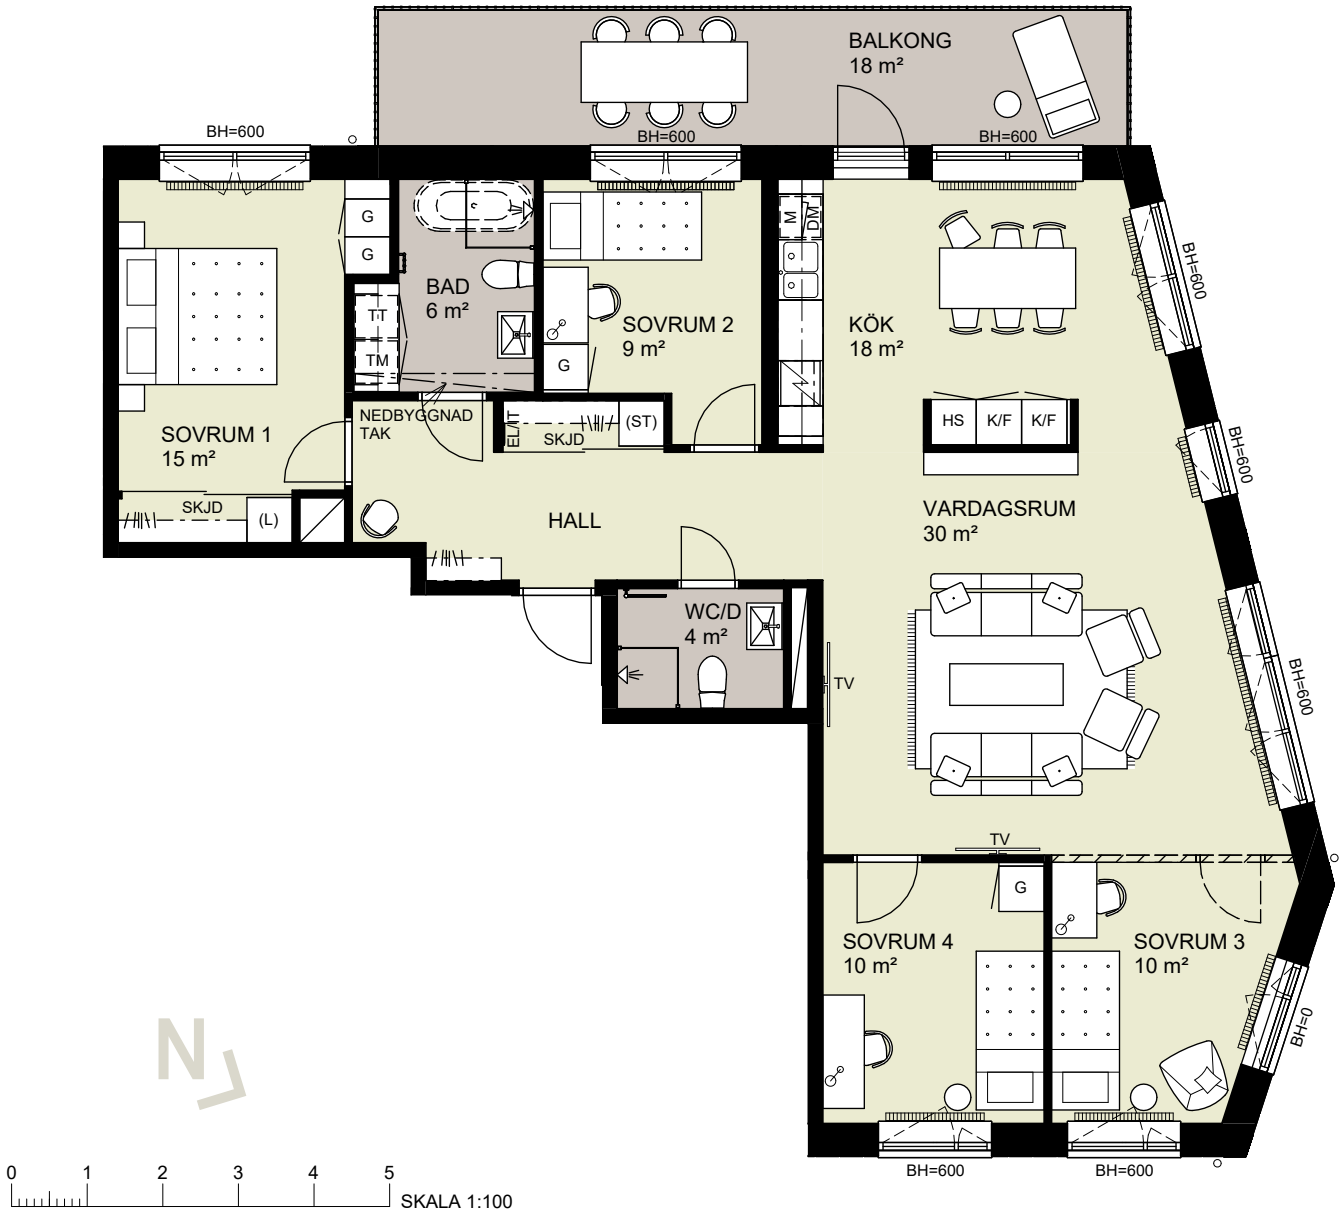 BALKONG
18 m²
BH=600
BH=600
BH=600
G
G
M
DM
BH=600
BAD
6 m²
TT
TM
SOVRUM 2
9 m²
G
KÖK
18 m²
NEDBYGGNAD
TAK
EL/IT
SKJD
(ST)
HS
K/F
K/F
BH=600
SOVRUM 1
15 m²
SKJD
(L)
HALL
VARDAGSRUM
30 m²
WC/D
4 m²
TV
BH=600
TV
G
SOVRUM 4
10 m²
SOVRUM 3
10 m²
BH=0
N
BH=600
BH=600
0 1 2 3 4 5
SKALA 1:100